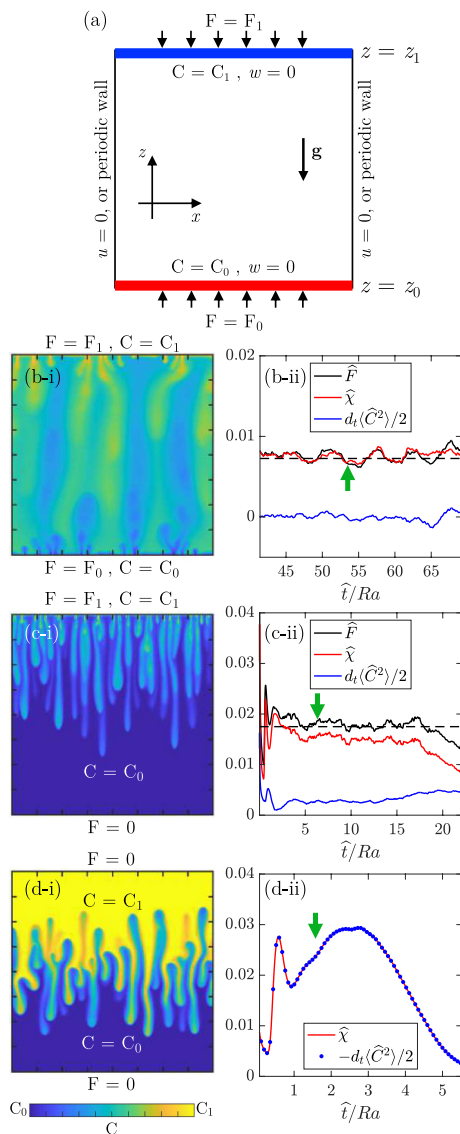 (a)
F = F₁
z = z₁
C = C₁ , w = 0
u = 0, or periodic wall
u = 0, or periodic wall
g
z
x
C = C₀ , w = 0
z = z₀
F = F₀
F = F₁ , C = C₁
(b-i)
F = F₀ , C = C₀
(b-ii)
0.02
0.01
0
F̂
χ̂
dₜ⟨Ĉ²⟩/2
45 50 55 60 65
t̂/Ra
F = F₁ , C = C₁
(c-i)
C = C₀
F = 0
(c-ii)
0.04
0.03
0.02
0.01
0
F̂
χ̂
dₜ⟨Ĉ²⟩/2
5 10 15 20
t̂/Ra
F = 0
(d-i)
C = C₁
C = C₀
F = 0
(d-ii)
0.04
0.03
0.02
0.01
0
χ̂
−dₜ⟨Ĉ²⟩/2
1 2 3 4 5
t̂/Ra
C₀
C₁
C